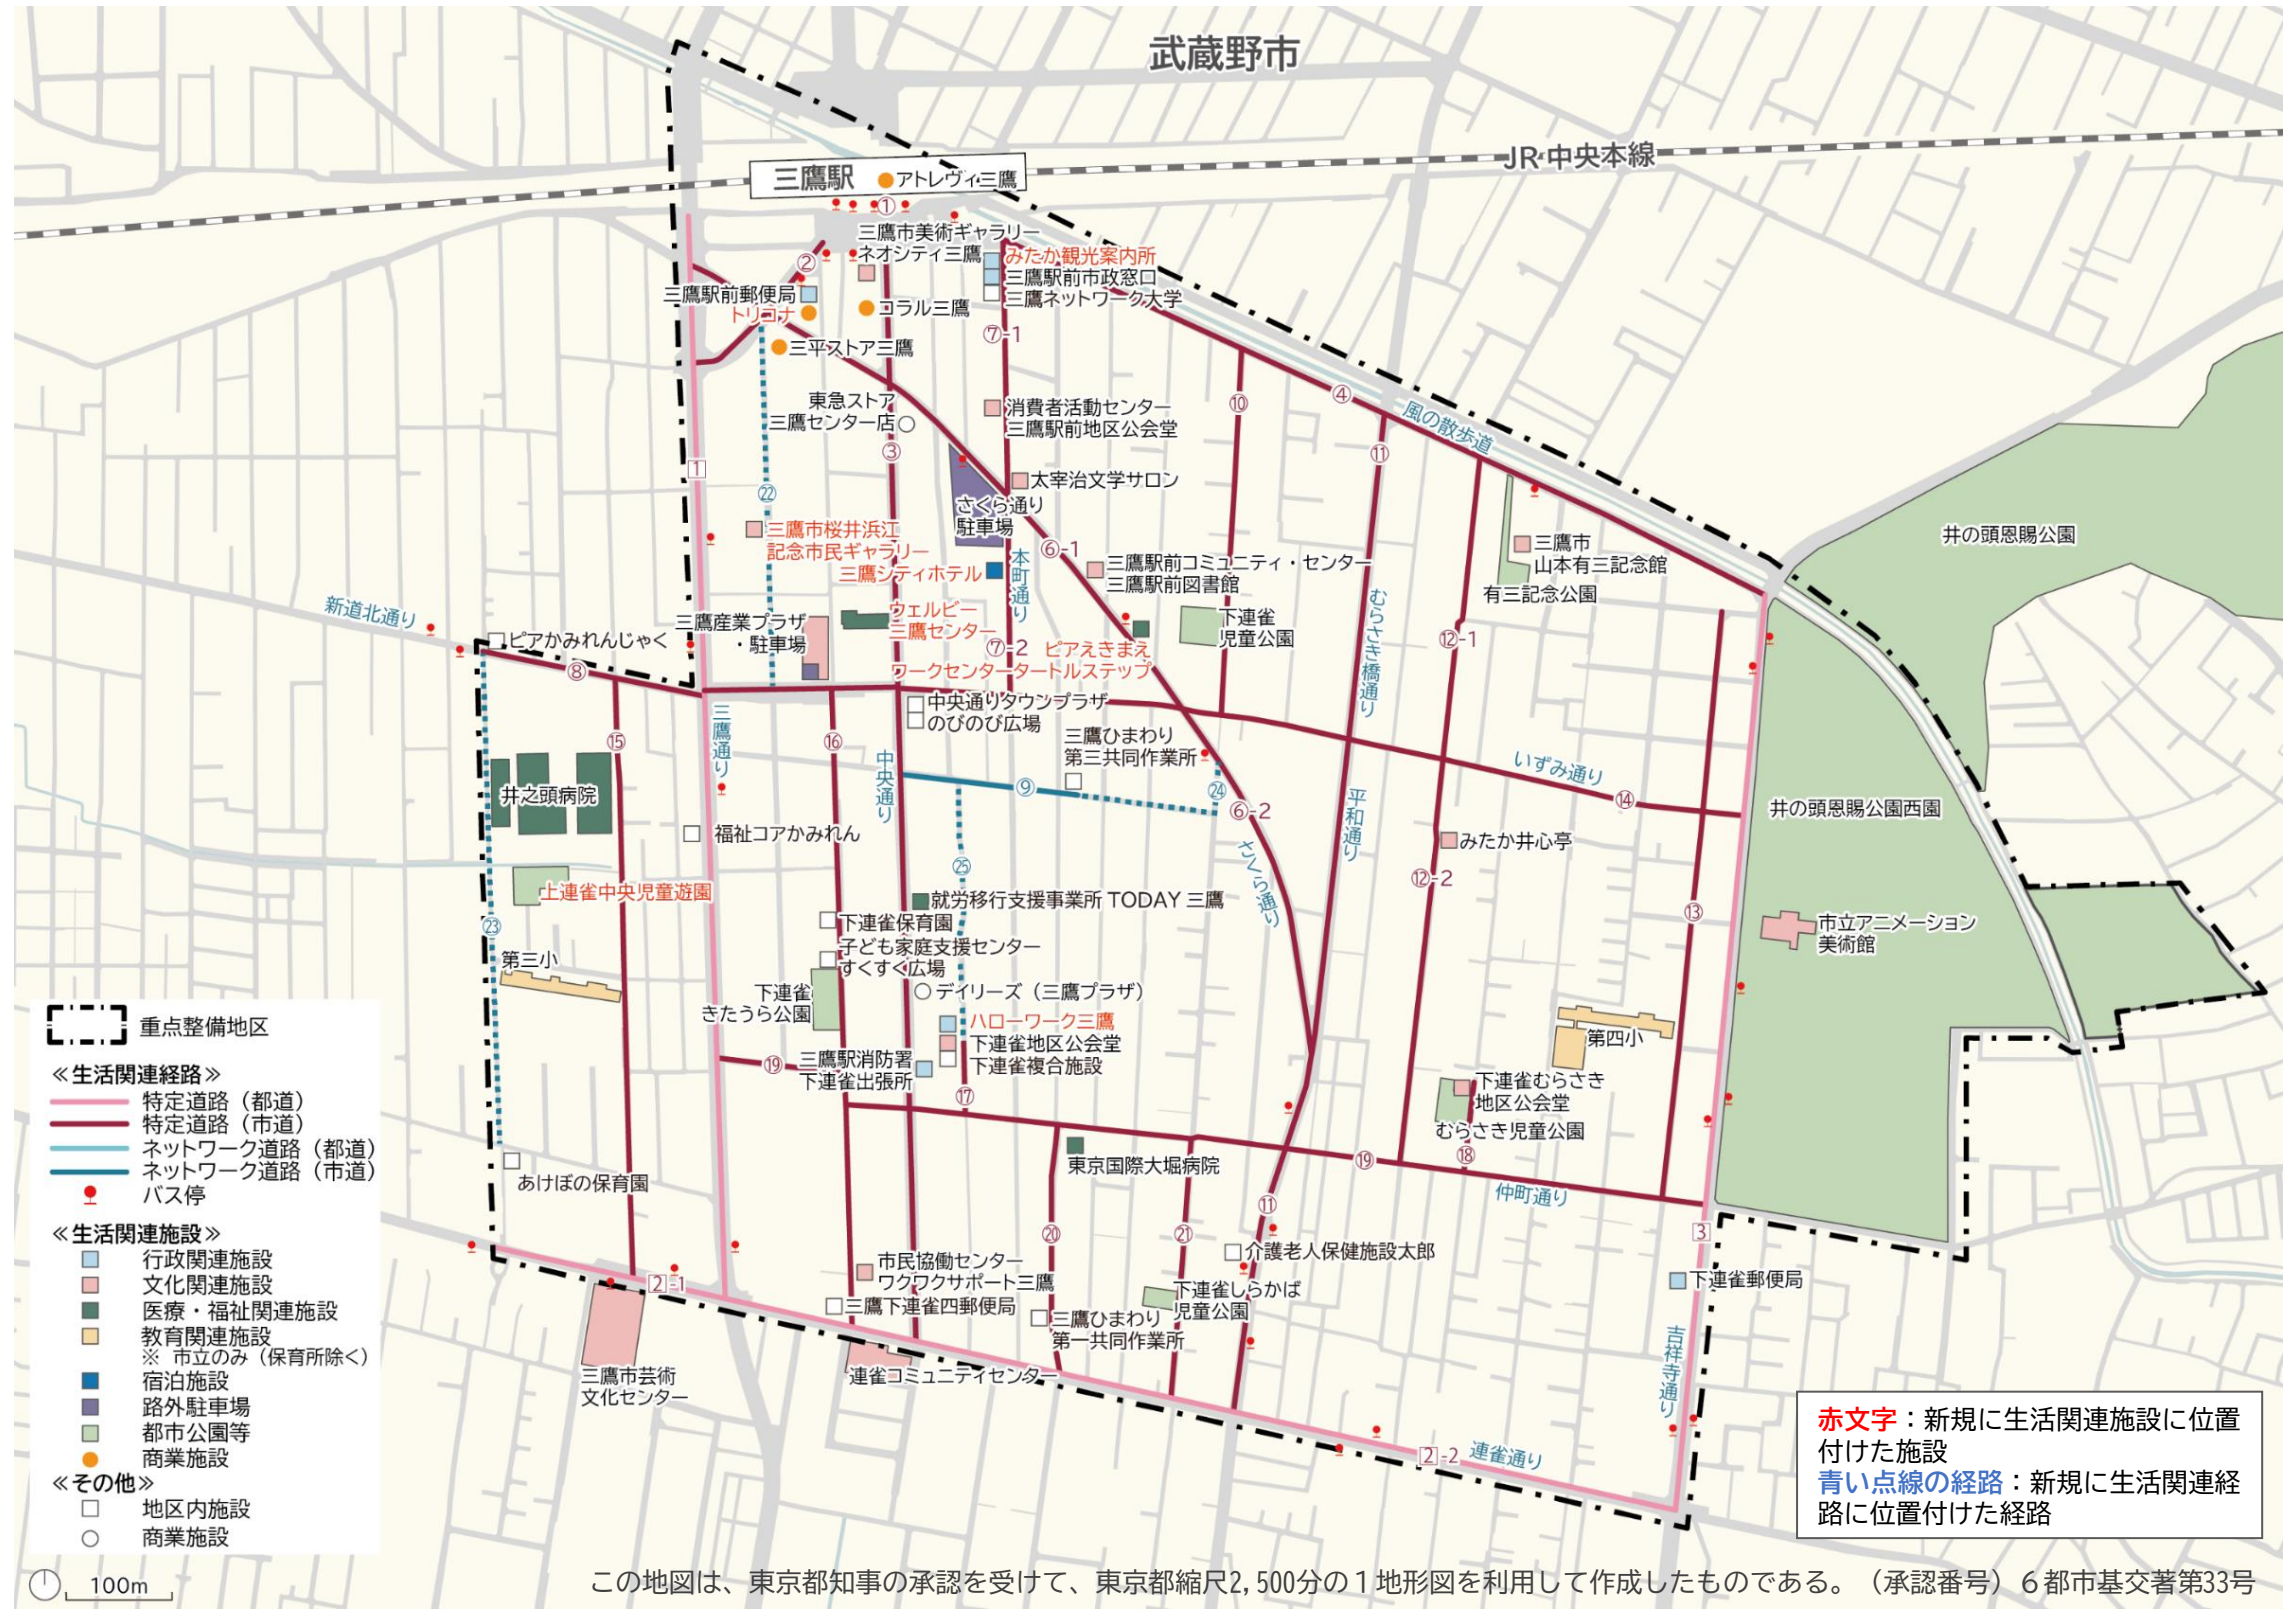 武蔵野市
JR 中央本線
三鷹駅
アトレヴィ三鷹
①
三鷹市美術ギャラリー
ネオシティ三鷹
②
みたか観光案内所
三鷹駅前市政窓口
三鷹ネットワーク大学
三鷹駅前郵便局
トリコナ
コラル三鷹
三平ストア三鷹
⑦-1
東急ストア
三鷹センター店
消費者活動センター
三鷹駅前地区公会堂
⑩
④
風の散歩道
③
⑪
1
㉒
太宰治文学サロン
さくら通り
駐車場
⑥-1
三鷹市桜井浜江
記念市民ギャラリー
三鷹シティホテル
本町通り
三鷹駅前コミュニティ・センター
三鷹駅前図書館
三鷹市
山本有三記念館
有三記念公園
井の頭恩賜公園
新道北通り
ピアかみれんじゃく
三鷹産業プラザ
・駐車場
ウェルビー
三鷹センター
下連雀
児童公園
むらさき橋通り
⑫-1
⑦-2
ピアえきまえ
ワークセンタータートルステップ
⑧
中央通りタウンプラザ
のびのび広場
三鷹通り
⑮
⑯
中央通り
三鷹ひまわり
第三共同作業所
⑨
㉔
⑥-2
いずみ通り
⑭
平和通り
井之頭病院
福祉コアかみれん
井の頭恩賜公園西園
みたか井心亭
さくら通り
⑫-2
㉕
上連雀中央児童遊園
就労移行支援事業所 TODAY 三鷹
㉓
下連雀保育園
子ども家庭支援センター
すくすく広場
⑬
市立アニメーション
美術館
第三小
下連雀
きたうら公園
デイリーズ（三鷹プラザ）
ハローワーク三鷹
下連雀地区公会堂
下連雀複合施設
第四小
⑲
三鷹駅消防署
下連雀出張所
⑰
下連雀むらさき
地区公会堂
むらさき児童公園
⑱
東京国際大堀病院
⑲
仲町通り
あけぼの保育園
⑪
⑳
㉑
3
介護老人保健施設太郎
市民協働センター
ワクワクサポート三鷹
三鷹下連雀四郵便局
2-1
下連雀しらかば
児童公園
下連雀郵便局
三鷹ひまわり
第一共同作業所
三鷹市芸術
文化センター
連雀コミュニティセンター
吉祥寺通り
2-2
連雀通り
重点整備地区
≪生活関連経路≫
特定道路（都道）
特定道路（市道）
ネットワーク道路（都道）
ネットワーク道路（市道）
バス停
≪生活関連施設≫
行政関連施設
文化関連施設
医療・福祉関連施設
教育関連施設
※ 市立のみ（保育所除く）
宿泊施設
路外駐車場
都市公園等
商業施設
≪その他≫
地区内施設
商業施設
100m
赤文字：新規に生活関連施設に位置
付けた施設
青い点線の経路：新規に生活関連経
路に位置付けた経路
この地図は、東京都知事の承認を受けて、東京都縮尺2,500分の１地形図を利用して作成したものである。（承認番号）６都市基交著第33号